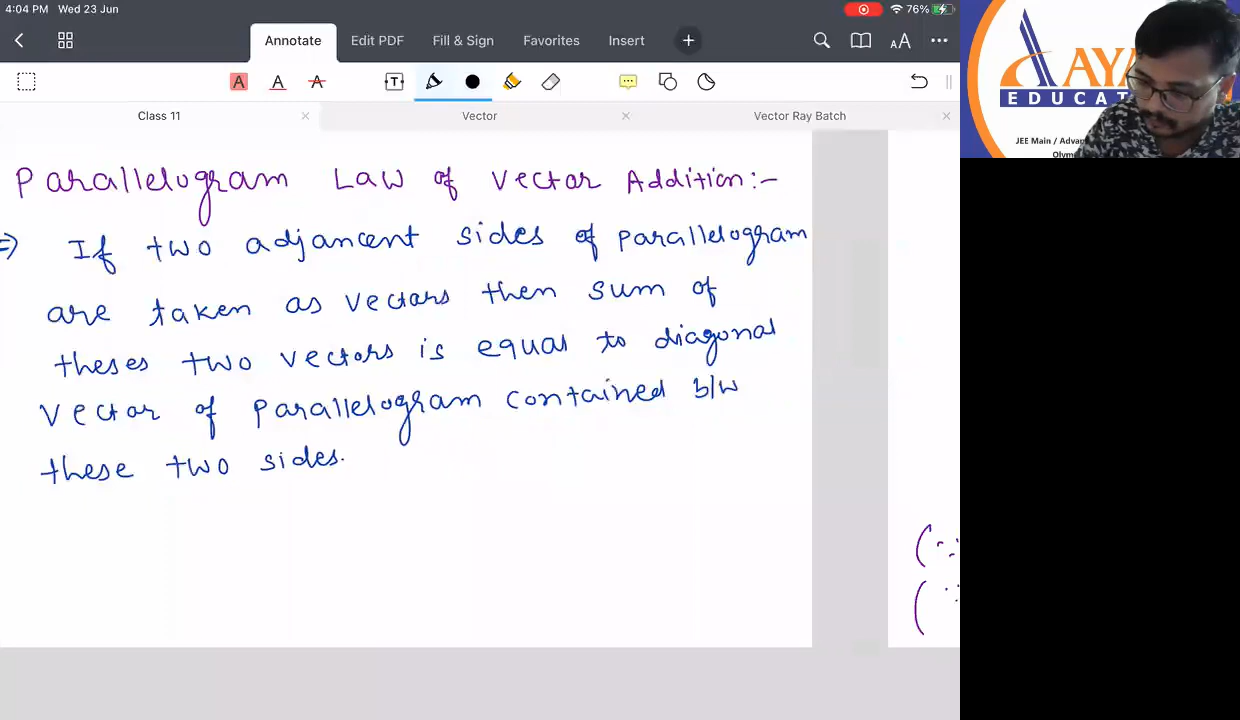 4:04 PM Wed 23 Jun
76%
Annotate Edit PDF Fill & Sign Favorites Insert
Class 11 Vector Vector Ray Batch
AYA
EDUCAT
JEE Main / Advan
Olym
Parallelogram Law of Vector Addition:-
=> If two adjancent sides of parallelogram
are taken as vectors then sum of
theses two vectors is equal to diagonal
vector of parallelogram contained b/w
these two sides.